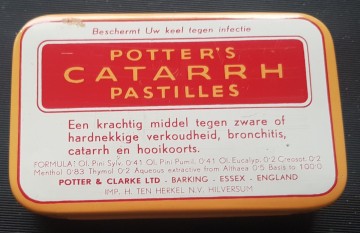 Beschermt Uw keel tegen infectie
POTTER'S
CATARRH
PASTILLES
Een krachtig middel tegen zware of
hardnekkige verkoudheid, bronchitis,
catarrh en hooikoorts.
FORMULA: Ol. Pini Sylv. 0·41 Ol. Pini Pumil. 0·41 Ol. Eucalyp. 0·2 Creosot. 0·2
Menthol 0·83 Thymol 0·2 Aqueous extractive from Althaea 0·5 Basis to 100·0
POTTER & CLARKE LTD - BARKING - ESSEX - ENGLAND
IMP. H. TEN HERKEL N.V. HILVERSUM